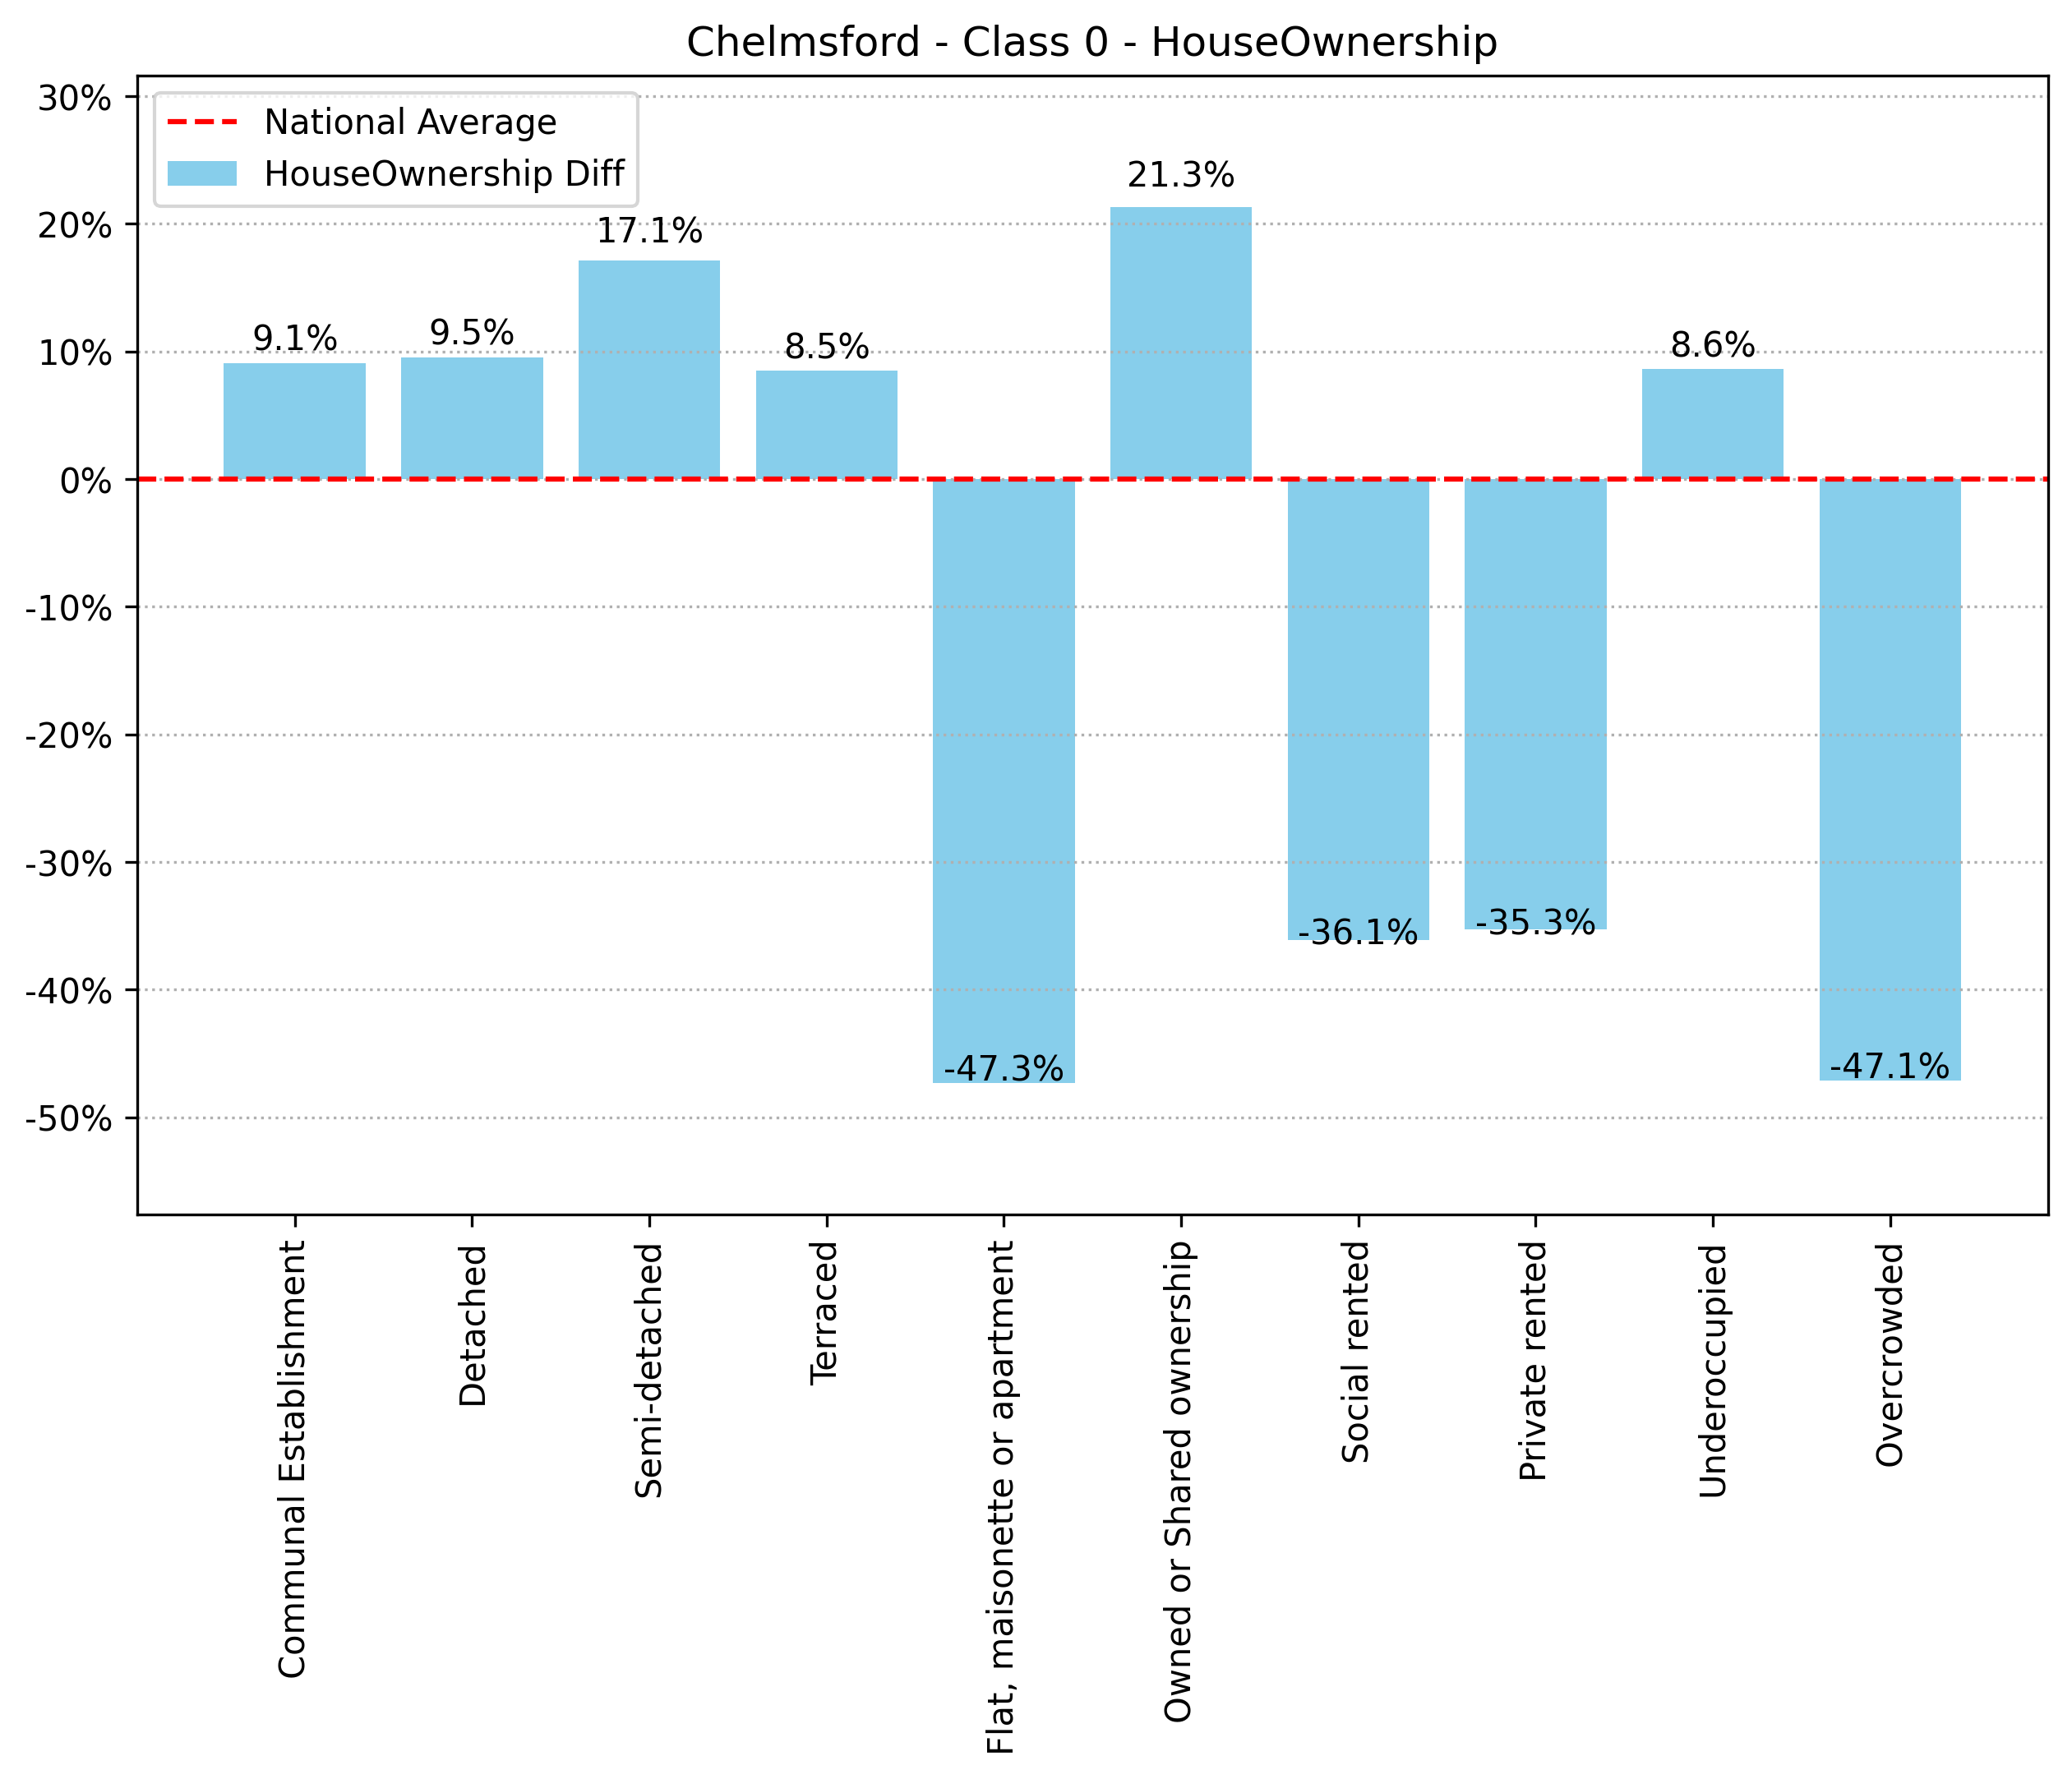 Chelmsford - Class 0 - HouseOwnership
National Average
HouseOwnership Diff
30%
20%
10%
0%
-10%
-20%
-30%
-40%
-50%
9.1%
9.5%
17.1%
8.5%
-47.3%
21.3%
-36.1%
-35.3%
8.6%
-47.1%
Communal Establishment
Detached
Semi-detached
Terraced
Flat, maisonette or apartment
Owned or Shared ownership
Social rented
Private rented
Underoccupied
Overcrowded